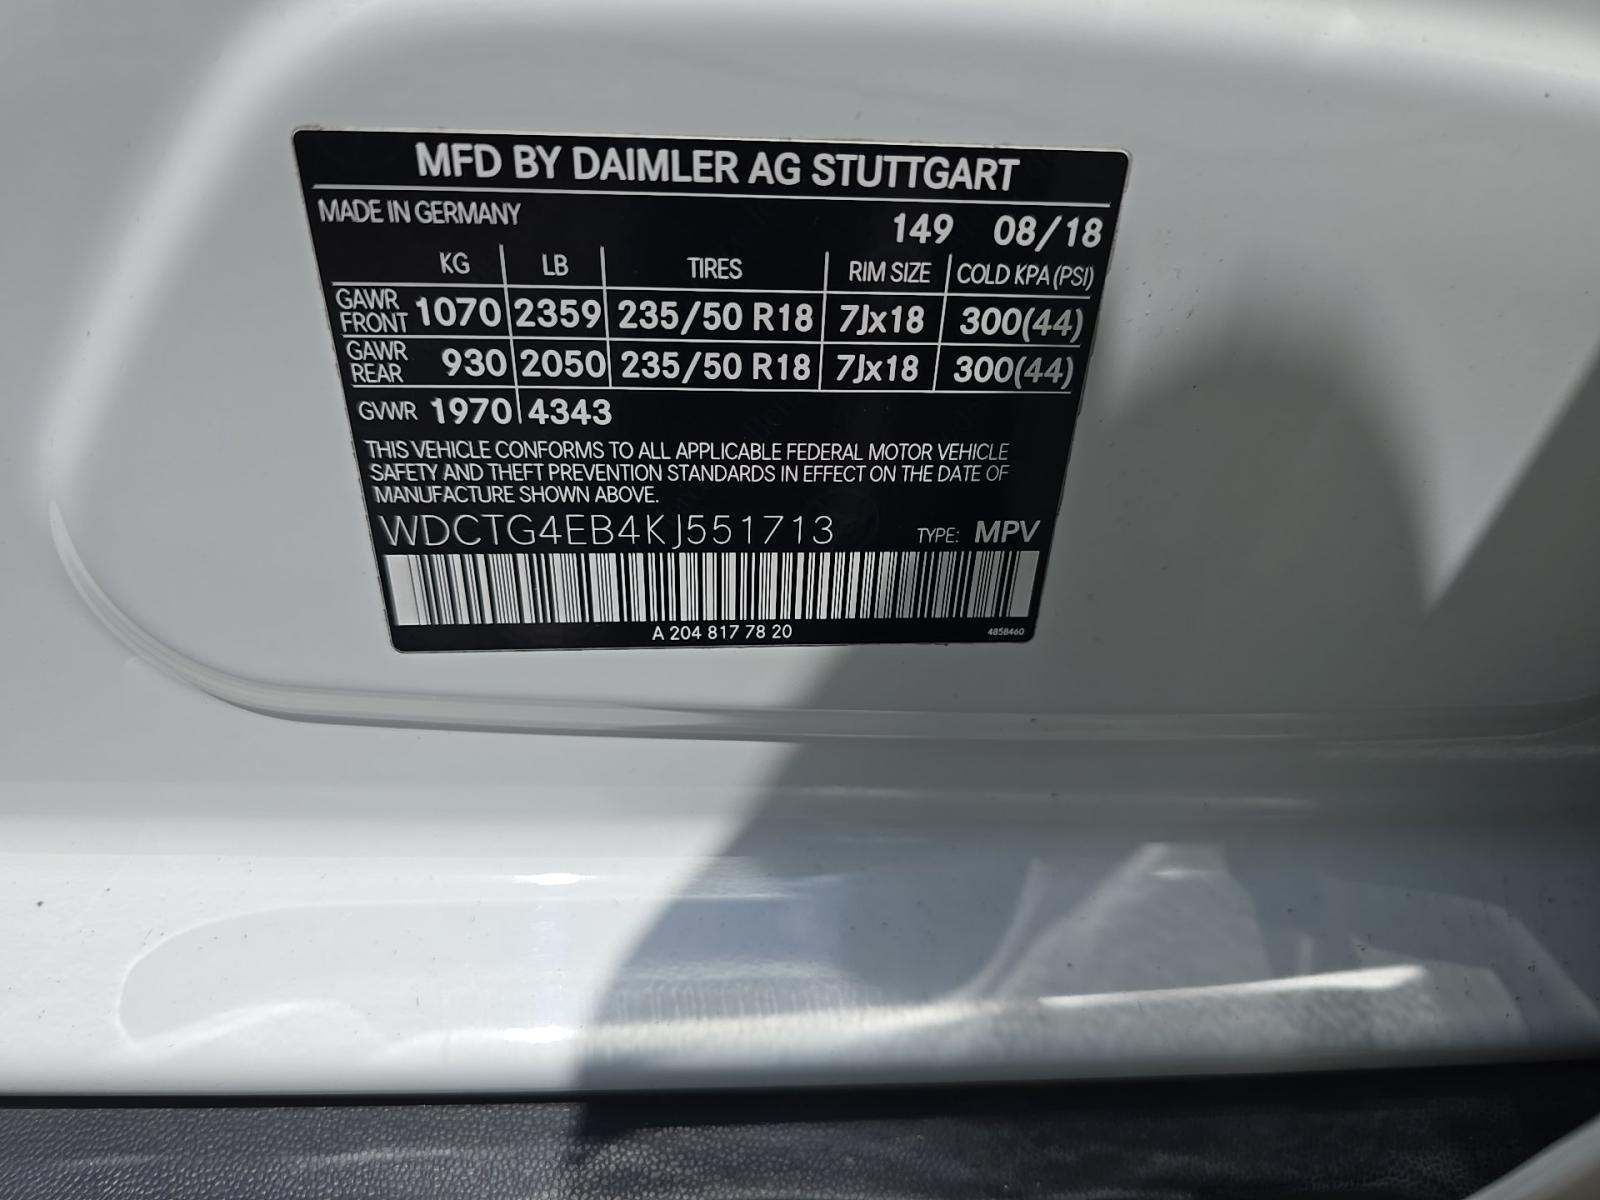 MFD BY DAIMLER AG STUTTGART
MADE IN GERMANY 149 08/18
KG LB TIRES RIM SIZE COLD KPA (PSI)
GAWR FRONT 1070 2359 235/50 R18 7Jx18 300(44)
GAWR REAR 930 2050 235/50 R18 7Jx18 300(44)
GVWR 1970 4343
THIS VEHICLE CONFORMS TO ALL APPLICABLE FEDERAL MOTOR VEHICLE
SAFETY AND THEFT PREVENTION STANDARDS IN EFFECT ON THE DATE OF
MANUFACTURE SHOWN ABOVE.
WDCTG4EB4KJ551713 TYPE: MPV
A 204 817 78 20 4858460